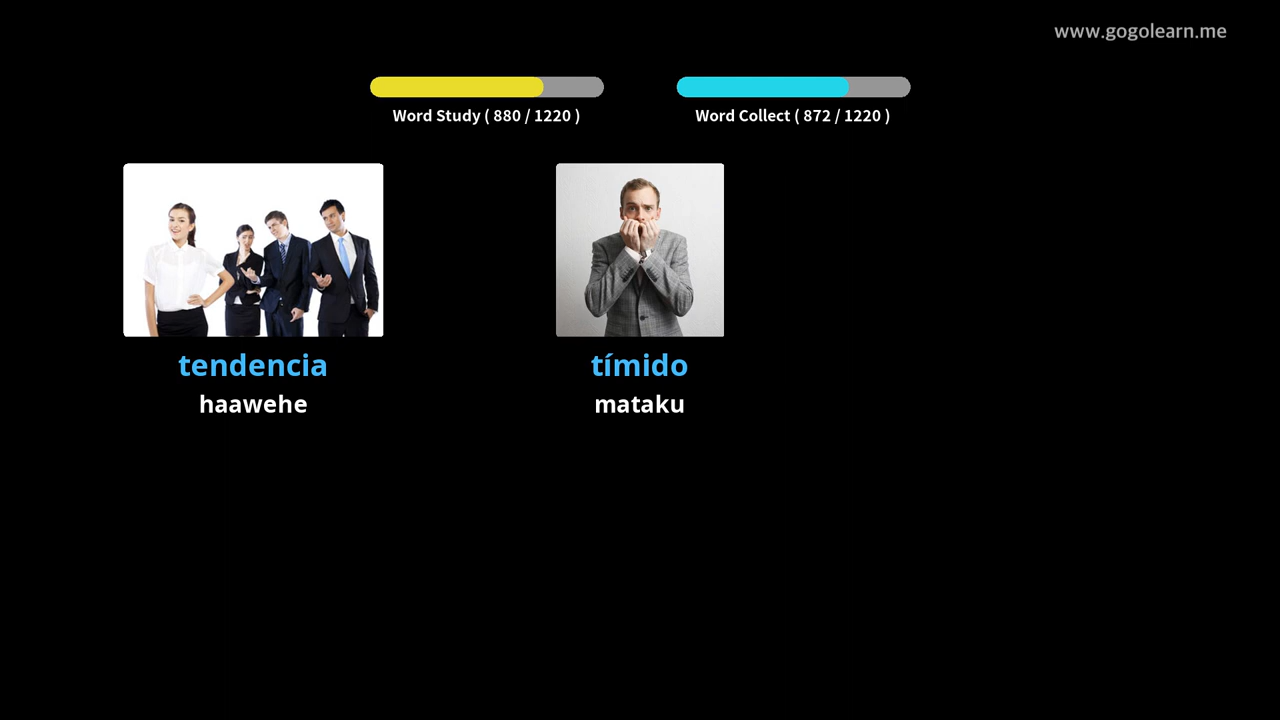 www.gogolearn.me
Word Study ( 880 / 1220 )
Word Collect ( 872 / 1220 )
tendencia
haawehe
tímido
mataku